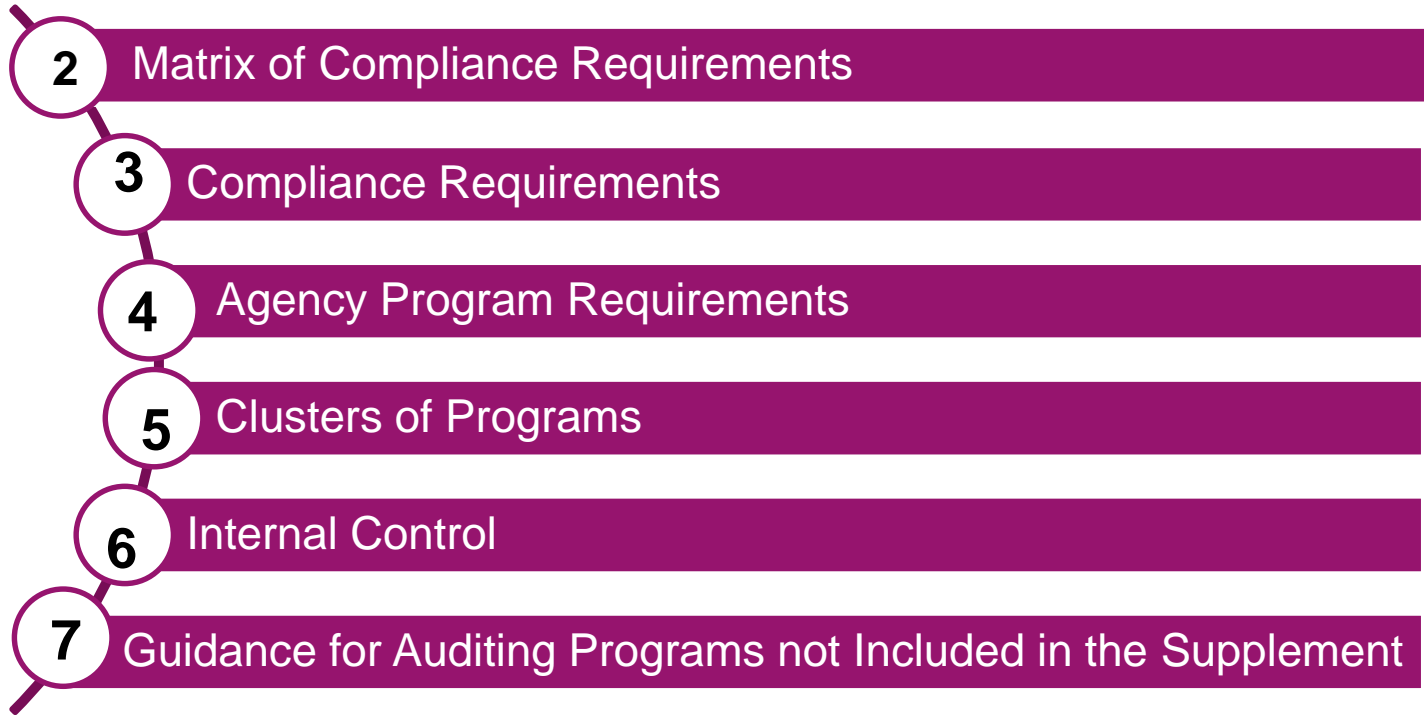 2 Matrix of Compliance Requirements
3 Compliance Requirements
4 Agency Program Requirements
5 Clusters of Programs
6 Internal Control
7 Guidance for Auditing Programs not Included in the Supplement